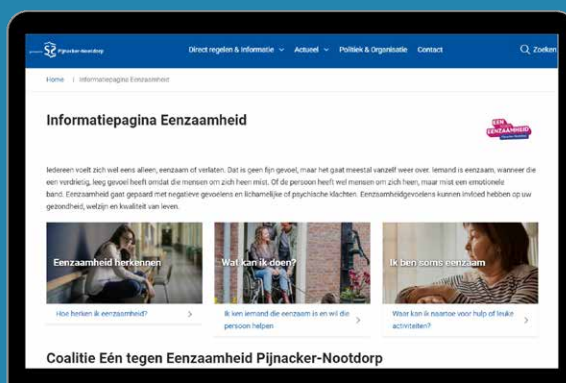 Pijnacker-Nootdorp
Direct regelen & Informatie Actueel Politiek & Organisatie Contact Zoeken
Home | Informatiepagina Eenzaamheid
Informatiepagina Eenzaamheid
EÉN
EENZAAMHEID
Iedereen voelt zich wel eens alleen, eenzaam of verlaten. Dat is geen fijn gevoel, maar het gaat meestal vanzelf weer over. Iemand is eenzaam, wanneer die
een verdrietig, leeg gevoel heeft omdat die mensen om zich heen mist. Of de persoon heeft wel mensen om zich heen, maar mist een emotionele
band. Eenzaamheid gaat gepaard met negatieve gevoelens en lichamelijke of psychische klachten. Eenzaamheidgevoelens kunnen invloed hebben op uw
gezondheid, welzijn en kwaliteit van leven.
Eenzaamheid herkennen
Wat kan ik doen?
Ik ben soms eenzaam
Hoe herken ik eenzaamheid?
Ik ken iemand die eenzaam is en wil die
persoon helpen
Waar kan ik naartoe voor hulp of leuke
activiteiten?
Coalitie Eén tegen Eenzaamheid Pijnacker-Nootdorp